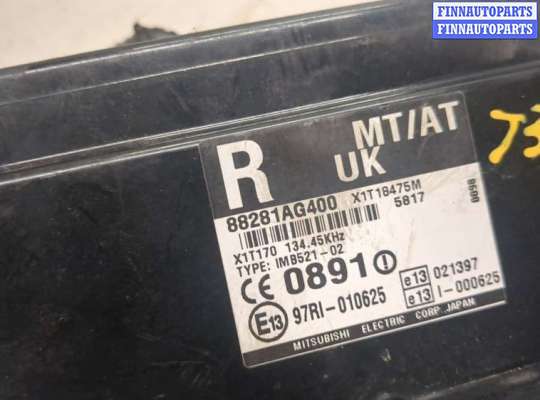 FINNAUTOPARTS
FINNAUTOPARTS
R MT/AT
UK
88281AG400 X1T18475M
5817
X1T170 134.45KHz
TYPE: IMB521-02
CE 0891
E13 97RI-010625
e13 021397
e13 I-000625
MITSUBISHI ELECTRIC CORP. JAPAN